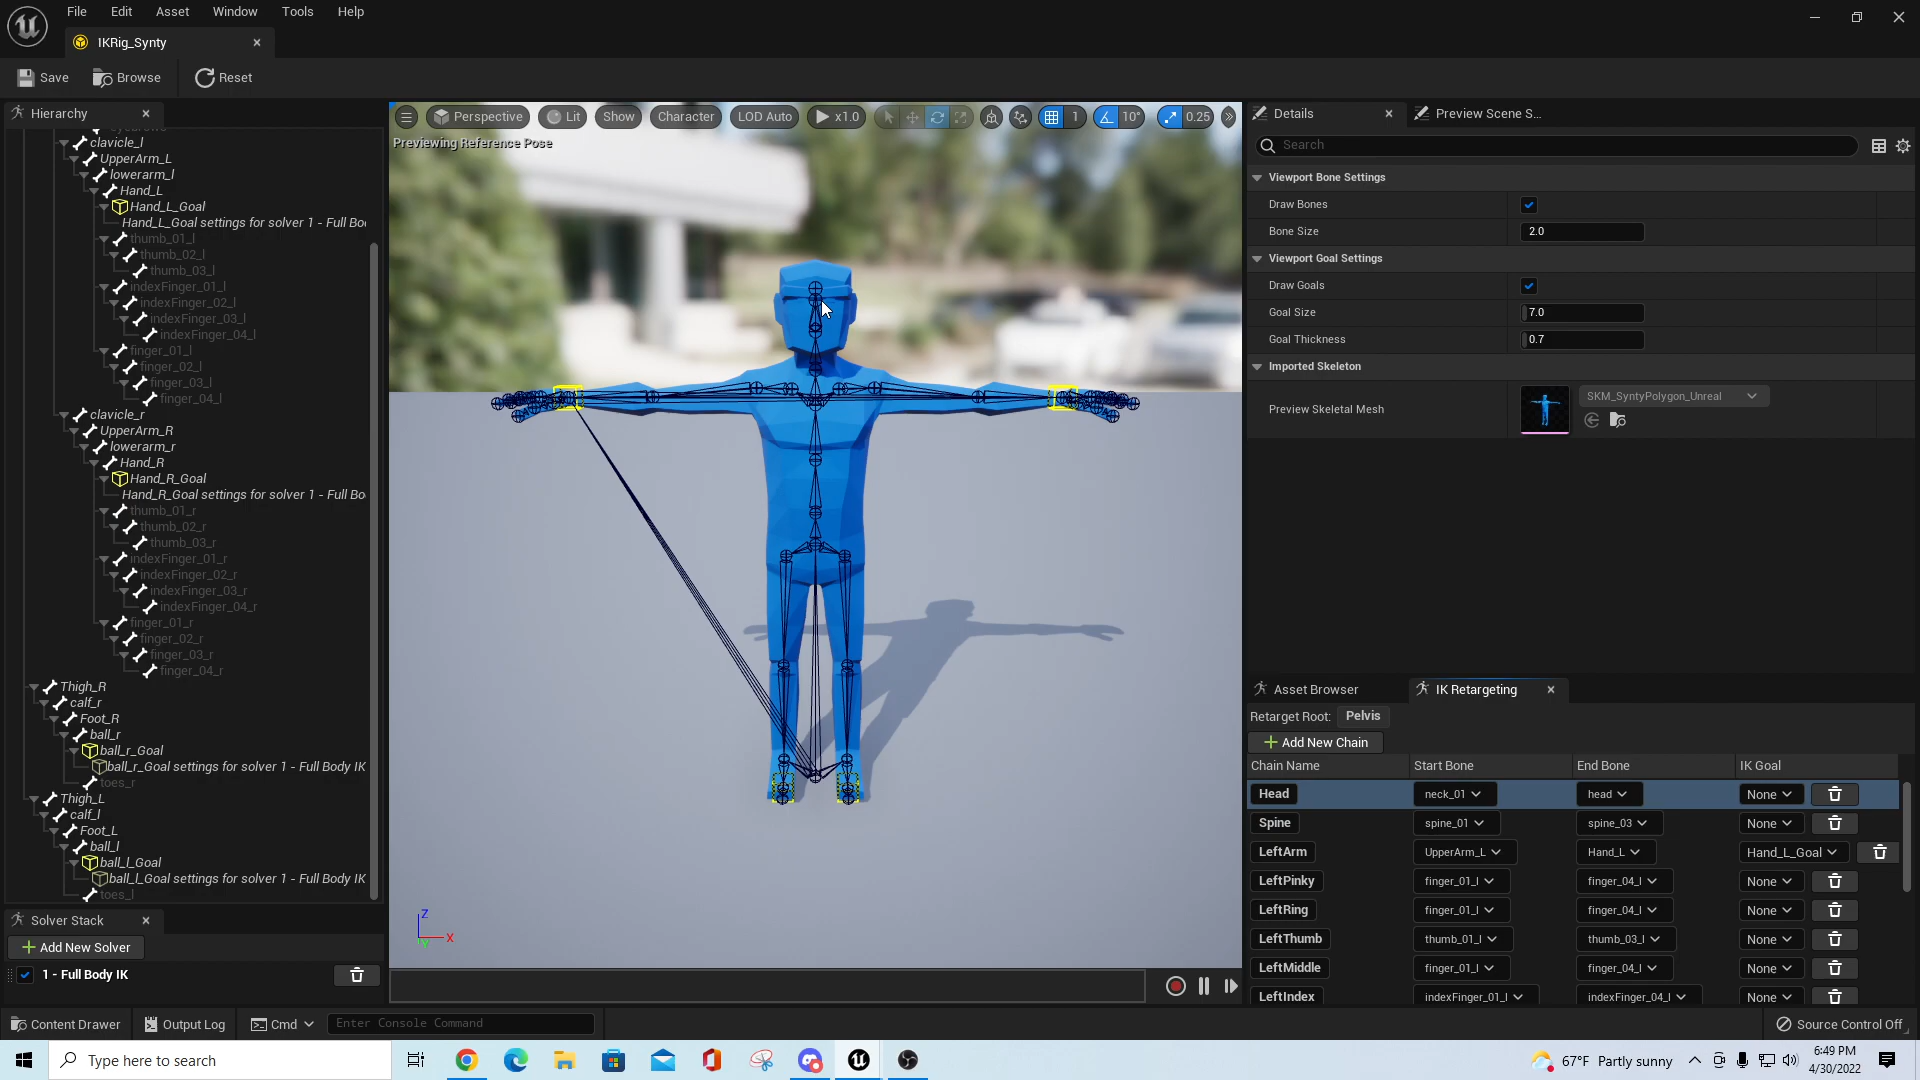 File Edit Asset Window Tools Help
IKRig_Synty
Save Browse Reset
Hierarchy
clavicle_l
UpperArm_L
lowerarm_l
Hand_L
Hand_L_Goal
Hand_L_Goal settings for solver 1 - Full Bo
thumb_01_l
thumb_02_l
thumb_03_l
indexFinger_01_l
indexFinger_02_l
indexFinger_03_l
indexFinger_04_l
finger_01_l
finger_02_l
finger_03_l
finger_04_l
clavicle_r
UpperArm_R
lowerarm_r
Hand_R
Hand_R_Goal
Hand_R_Goal settings for solver 1 - Full Bo
thumb_01_r
thumb_02_r
thumb_03_r
indexFinger_01_r
indexFinger_02_r
indexFinger_03_r
indexFinger_04_r
finger_01_r
finger_02_r
finger_03_r
finger_04_r
Thigh_R
calf_r
Foot_R
ball_r
ball_r_Goal
ball_r_Goal settings for solver 1 - Full Body IK
toes_r
Thigh_L
calf_l
Foot_L
ball_l
ball_l_Goal
ball_l_Goal settings for solver 1 - Full Body IK
toes_l
Solver Stack
Add New Solver
1 - Full Body IK
Perspective Lit Show Character LOD Auto x1.0 1 10° 0.25
Previewing Reference Pose
Z
X
Y
Details Preview Scene S...
Search
Viewport Bone Settings
Draw Bones
Bone Size 2.0
Viewport Goal Settings
Draw Goals
Goal Size 7.0
Goal Thickness 0.7
Imported Skeleton
Preview Skeletal Mesh SKM_SyntyPolygon_Unreal
Asset Browser IK Retargeting
Retarget Root: Pelvis
Add New Chain
Chain Name Start Bone End Bone IK Goal
Head neck_01 head None
Spine spine_01 spine_03 None
LeftArm UpperArm_L Hand_L Hand_L_Goal
LeftPinky finger_01_l finger_04_l None
LeftRing finger_01_l finger_04_l None
LeftThumb thumb_01_l thumb_03_l None
LeftMiddle finger_01_l finger_04_l None
LeftIndex indexFinger_01_l indexFinger_04_l None
Content Drawer Output Log Cmd Enter Console Command Source Control Off
Type here to search 67°F Partly sunny 6:49 PM
4/30/2022